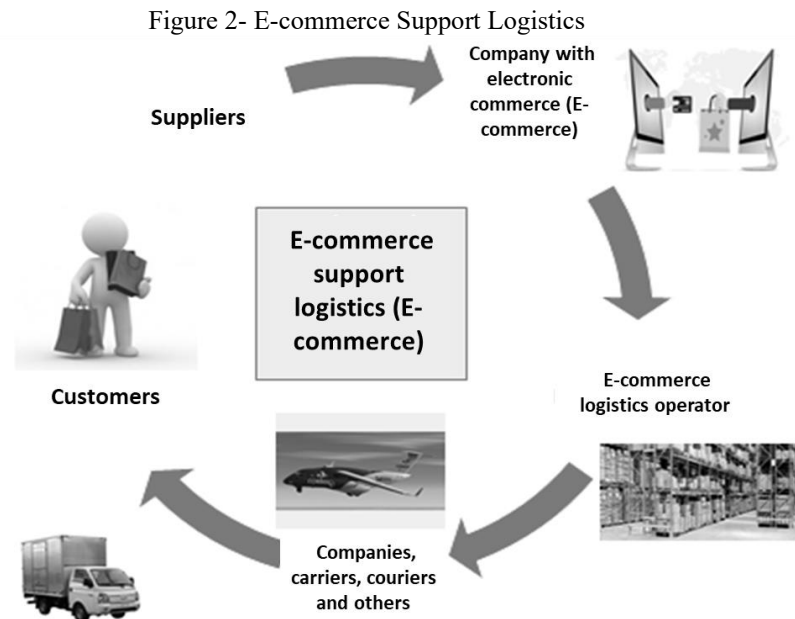 Figure 2- E-commerce Support Logistics
Company with
electronic
commerce (E-
commerce)
Suppliers
E-commerce
support
logistics (E-
commerce)
E-commerce
logistics operator
Customers
Companies,
carriers, couriers
and others